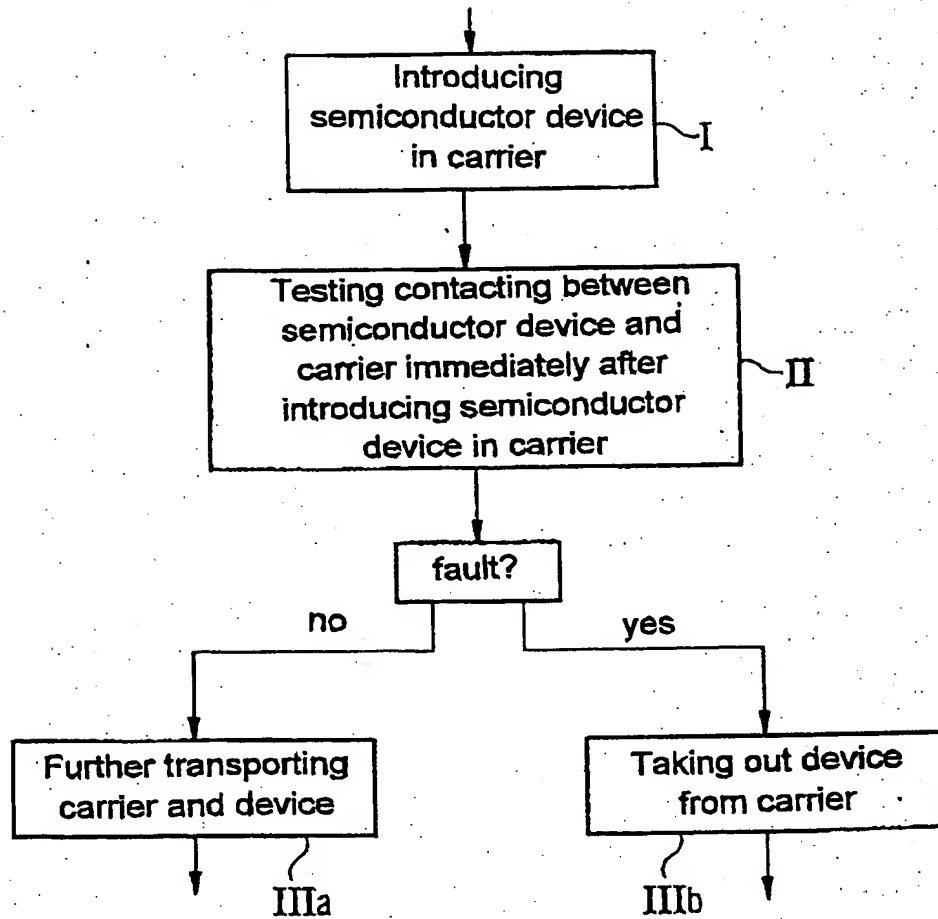 Introducing
semiconductor device
in carrier
I
Testing contacting between
semiconductor device and
carrier immediately after
introducing semiconductor
device in carrier
II
fault?
no
yes
Further transporting
carrier and device
Taking out device
from carrier
IIIa
IIIb